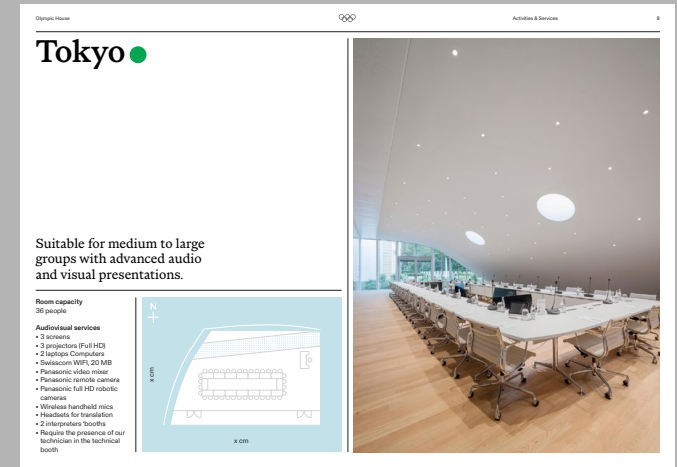 Olympic House
Activities & Services
8
Tokyo
Suitable for medium to large
groups with advanced audio
and visual presentations.
Room capacity
36 people
Audiovisual services
• 3 screens
• 3 projectors (Full HD)
• 2 laptops Computers
• Swisscom WIFI, 20 MB
• Panasonic video mixer
• Panasonic remote camera
• Panasonic full HD robotic
cameras
• Wireless handheld mics
• Headsets for translation
• 2 interpreters 'booths
• Require the presence of our
technician in the technical
booth
N
x cm
x cm